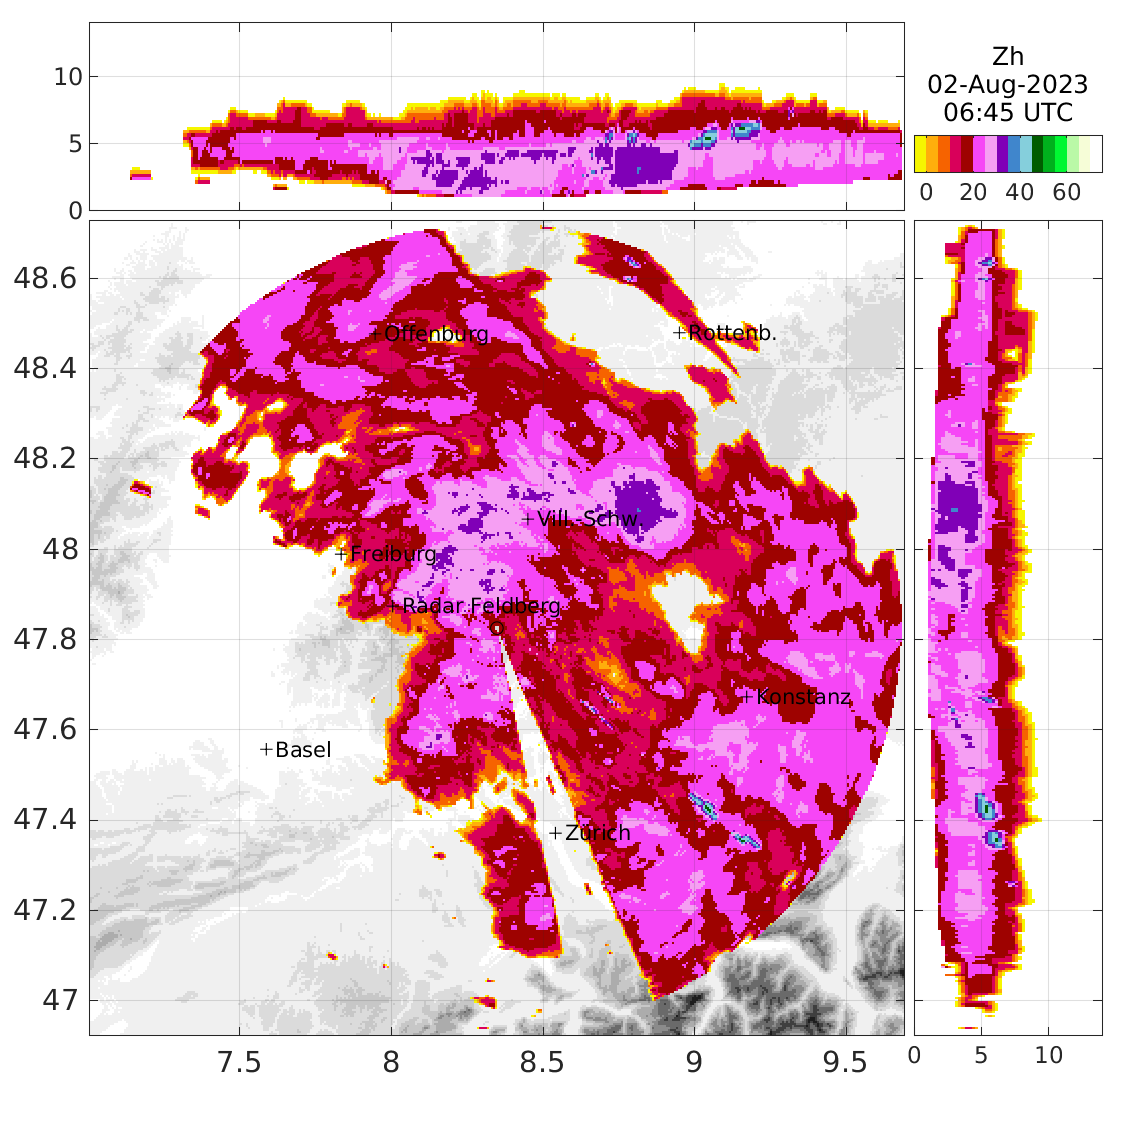 Zh
02-Aug-2023
06:45 UTC
0 20 40 60
10
5
0
48.6
48.4
48.2
48
47.8
47.6
47.4
47.2
47
+Offenburg
+Rottenb.
+Vill.-Schw.
+Freiburg
+Radar Feldberg
+Konstanz
+Basel
+Zürich
7.5 8 8.5 9 9.5
0 5 10